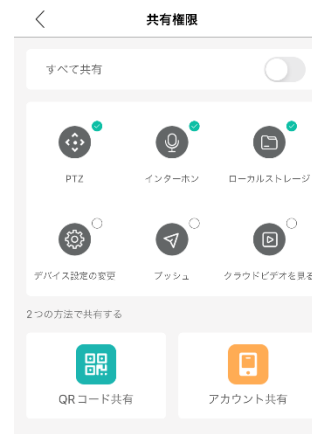 共有権限
すべて共有
PTZ インターホン ローカルストレージ
デバイス設定の変更 プッシュ クラウドビデオを見る
2つの方法で共有する
QRコード共有 アカウント共有